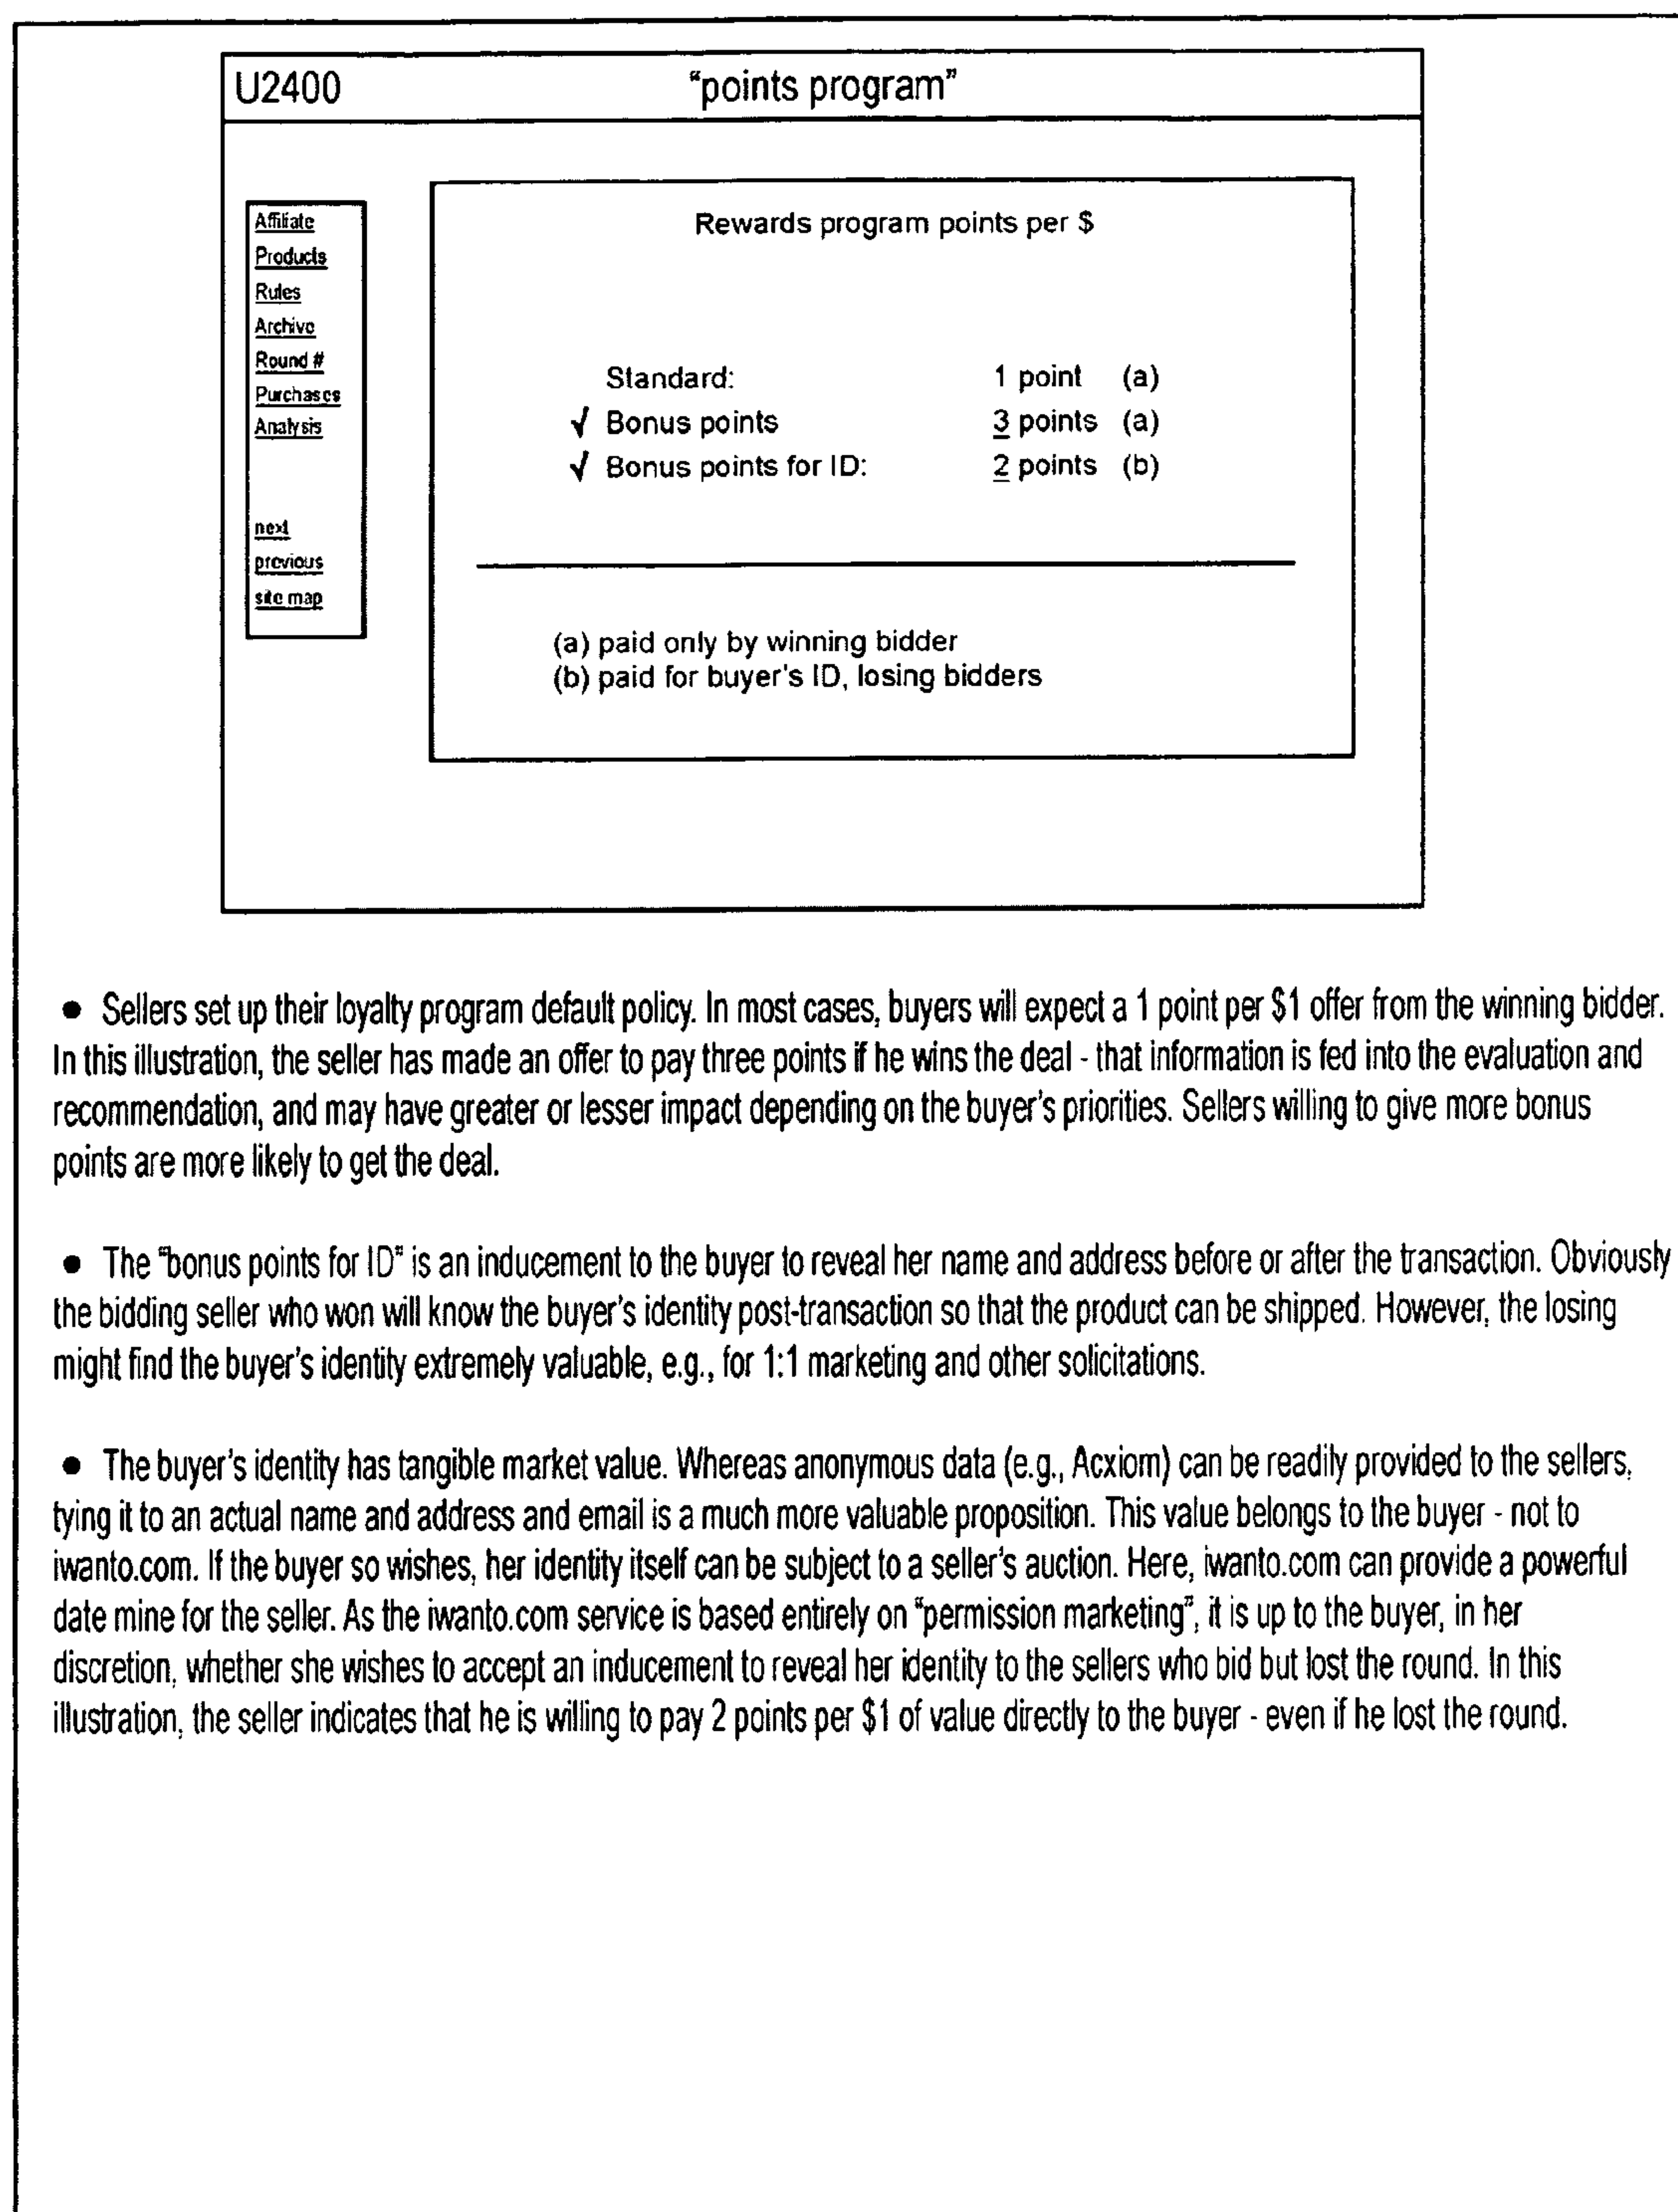 U2400 “points program”
Affiliate
Products
Rules
Archive
Round #
Purchases
Analysis
next
previous
site map
Rewards program points per $
Standard: 1 point (a)
√ Bonus points 3 points (a)
√ Bonus points for ID: 2 points (b)
(a) paid only by winning bidder
(b) paid for buyer's ID, losing bidders
● Sellers set up their loyalty program default policy. In most cases, buyers will expect a 1 point per $1 offer from the winning bidder.
In this illustration, the seller has made an offer to pay three points if he wins the deal - that information is fed into the evaluation and
recommendation, and may have greater or lesser impact depending on the buyer's priorities. Sellers willing to give more bonus
points are more likely to get the deal.
● The “bonus points for ID” is an inducement to the buyer to reveal her name and address before or after the transaction. Obviously
the bidding seller who won will know the buyer's identity post-transaction so that the product can be shipped. However, the losing
might find the buyer's identity extremely valuable, e.g., for 1:1 marketing and other solicitations.
● The buyer's identity has tangible market value. Whereas anonymous data (e.g., Acxiom) can be readily provided to the sellers,
tying it to an actual name and address and email is a much more valuable proposition. This value belongs to the buyer - not to
iwanto.com. If the buyer so wishes, her identity itself can be subject to a seller's auction. Here, iwanto.com can provide a powerful
date mine for the seller. As the iwanto.com service is based entirely on “permission marketing”, it is up to the buyer, in her
discretion, whether she wishes to accept an inducement to reveal her identity to the sellers who bid but lost the round. In this
illustration, the seller indicates that he is willing to pay 2 points per $1 of value directly to the buyer - even if he lost the round.